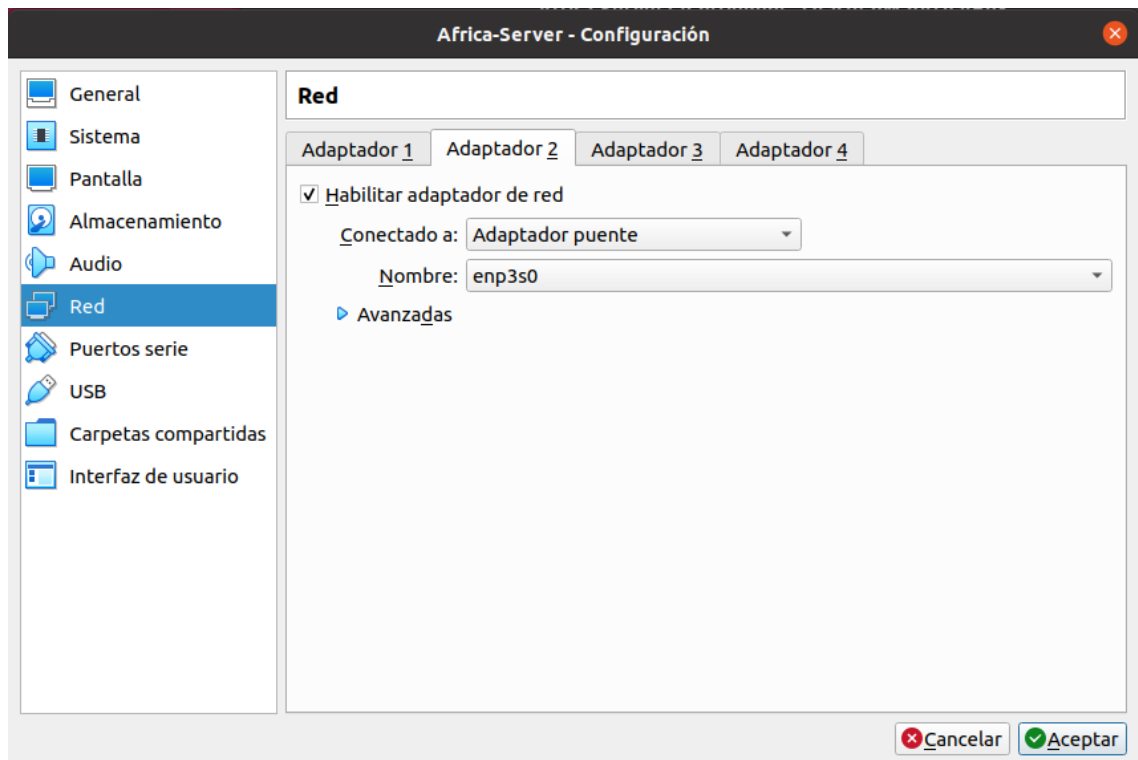 Africa-Server - Configuración
General
Sistema
Pantalla
Almacenamiento
Audio
Red
Puertos serie
USB
Carpetas compartidas
Interfaz de usuario
Red
Adaptador 1 Adaptador 2 Adaptador 3 Adaptador 4
Habilitar adaptador de red
Conectado a: Adaptador puente
Nombre: enp3s0
Avanzadas
Cancelar Aceptar